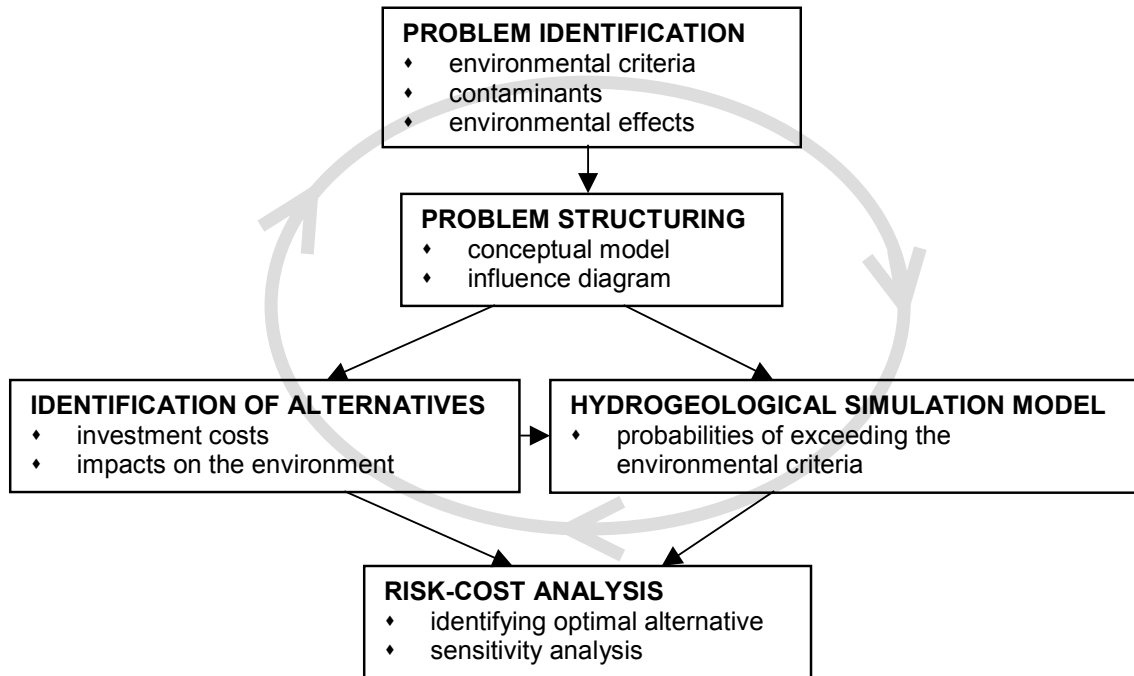 PROBLEM IDENTIFICATION
♦ environmental criteria
♦ contaminants
♦ environmental effects
PROBLEM STRUCTURING
♦ conceptual model
♦ influence diagram
IDENTIFICATION OF ALTERNATIVES
♦ investment costs
♦ impacts on the environment
HYDROGEOLOGICAL SIMULATION MODEL
♦ probabilities of exceeding the
environmental criteria
RISK-COST ANALYSIS
♦ identifying optimal alternative
♦ sensitivity analysis